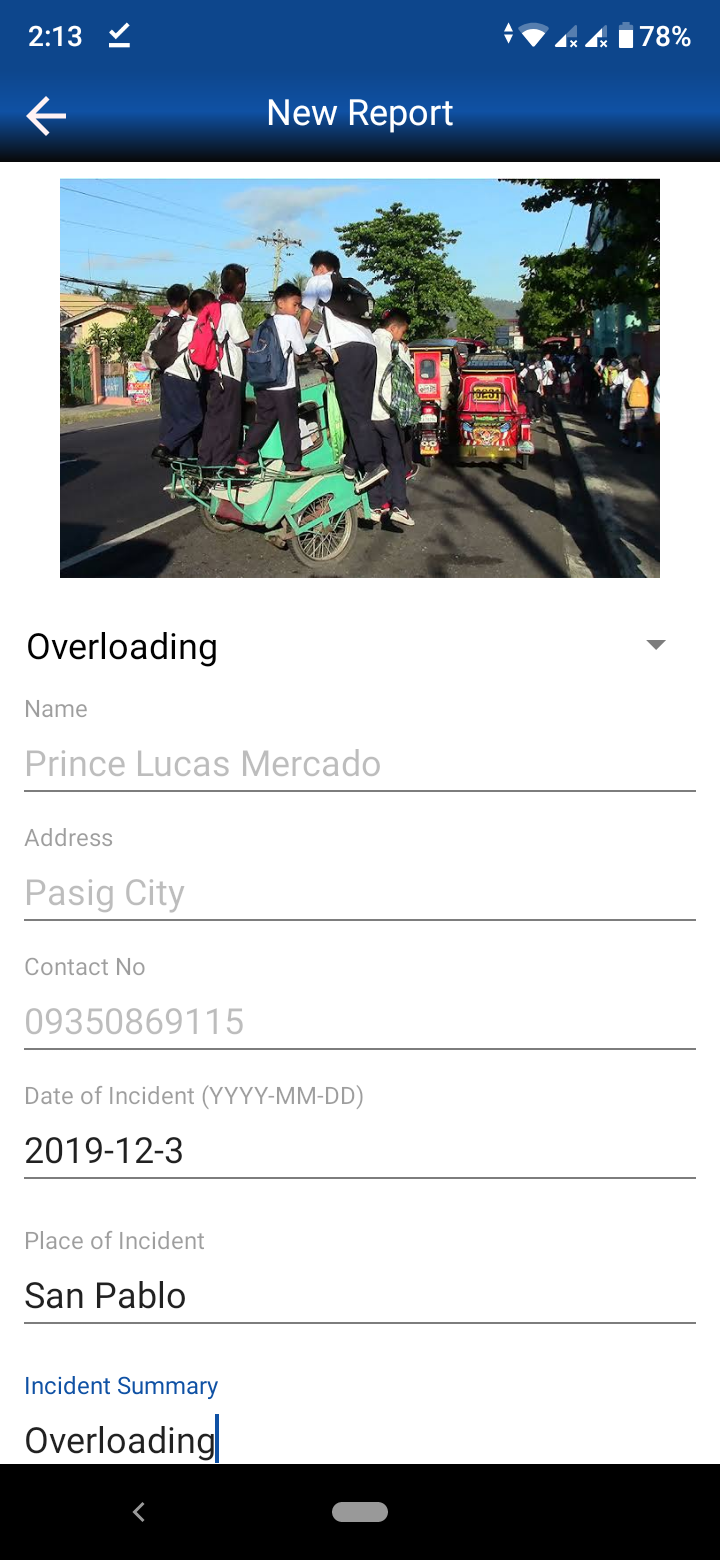 2:13
78%
New Report
Overloading
Name
Prince Lucas Mercado
Address
Pasig City
Contact No
09350869115
Date of Incident (YYYY-MM-DD)
2019-12-3
Place of Incident
San Pablo
Incident Summary
Overloading